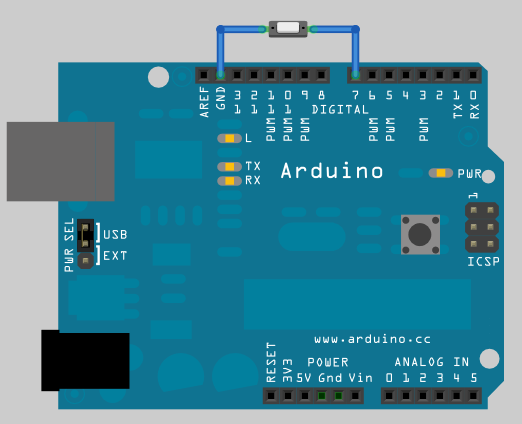 AREF
GND
13
12
11
10
9
8
7
6
5
4
3
2
1
0
DIGITAL
PWM
PWM
PWM
PWM
PWM
PWM
TX
RX
L
TX
RX
Arduino
PWR
1
PWR SEL
USB
EXT
ICSP
www.arduino.cc
POWER
ANALOG IN
RESET
3V3
5V Gnd Vin
0 1 2 3 4 5